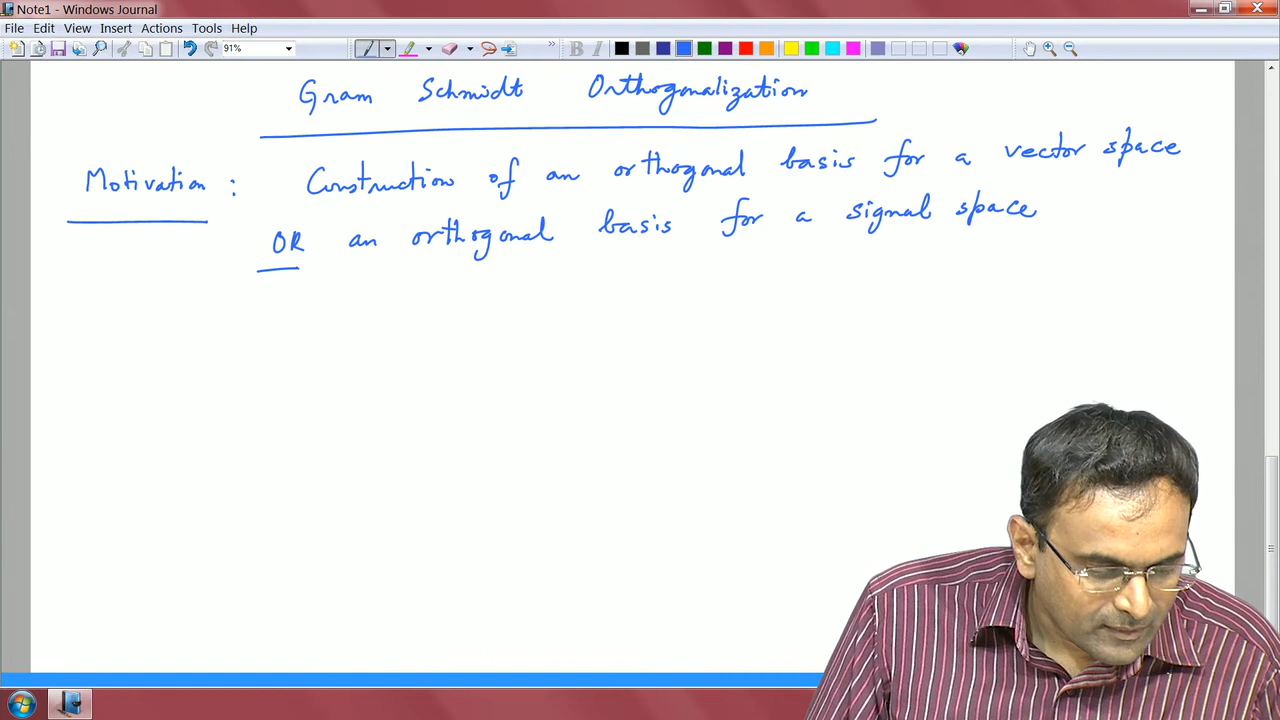 Note1 - Windows Journal
File Edit View Insert Actions Tools Help
91%
Gram Schmidt Orthogonalization
Motivation : Construction of an orthogonal basis for a vector space
OR an orthogonal basis for a signal space